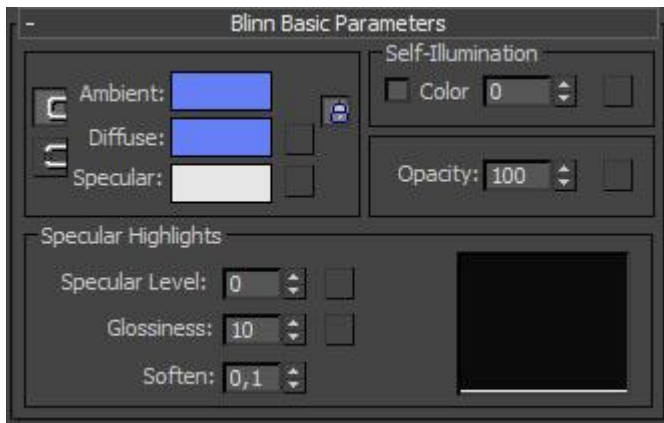 - Blinn Basic Parameters
Self-Illumination
Ambient:
Color 0
Diffuse:
Specular:
Opacity: 100
Specular Highlights
Specular Level: 0
Glossiness: 10
Soften: 0,1